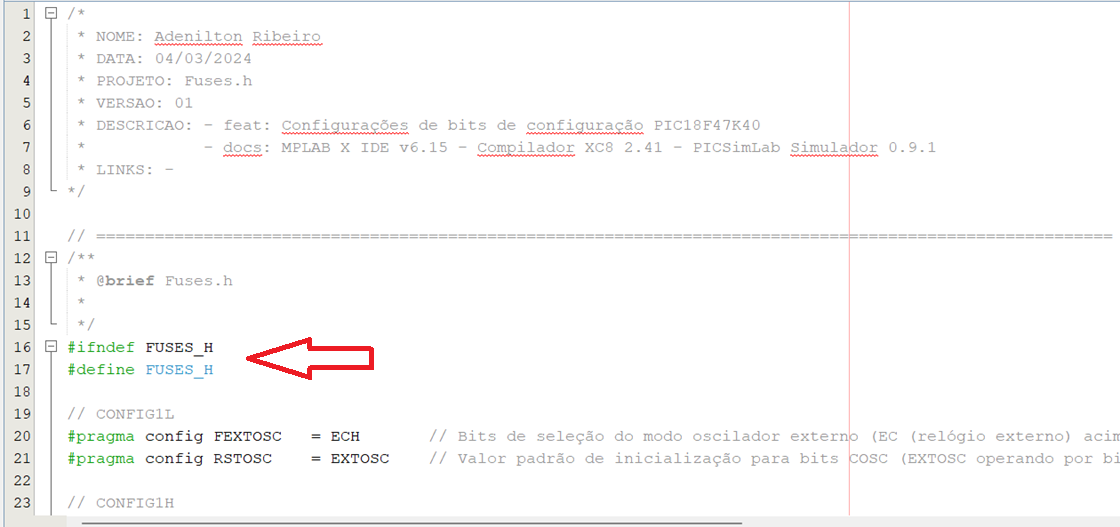 1 /*
2 * NOME: Adenilton Ribeiro
3 * DATA: 04/03/2024
4 * PROJETO: Fuses.h
5 * VERSAO: 01
6 * DESCRICAO: - feat: Configurações de bits de configuração PIC18F47K40
7 * - docs: MPLAB X IDE v6.15 - Compilador XC8 2.41 - PICSimLab Simulador 0.9.1
8 * LINKS: -
9 */
10
11 // ========================================================================================================
12 /**
13 * @brief Fuses.h
14 *
15 */
16 #ifndef FUSES_H
17 #define FUSES_H
18
19 // CONFIG1L
20 #pragma config FEXTOSC = ECH // Bits de seleção do modo oscilador externo (EC (relógio externo) acim
21 #pragma config RSTOSC = EXTOSC // Valor padrão de inicialização para bits COSC (EXTOSC operando por bi
22
23 // CONFIG1H